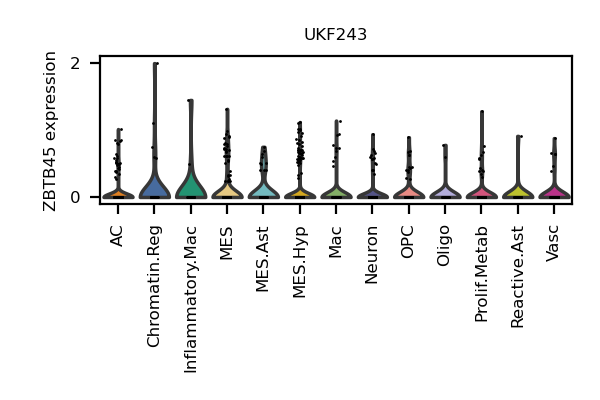 UKF243
ZBTB45 expression
2
0
AC
Chromatin.Reg
Inflammatory.Mac
MES
MES.Ast
MES.Hyp
Mac
Neuron
OPC
Oligo
Prolif.Metab
Reactive.Ast
Vasc